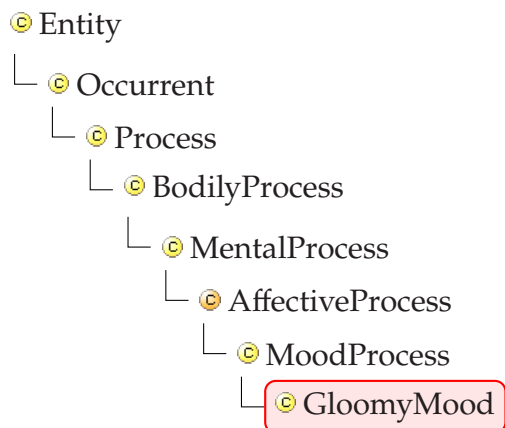 Entity
Occurrent
Process
BodilyProcess
MentalProcess
AffectiveProcess
MoodProcess
GloomyMood